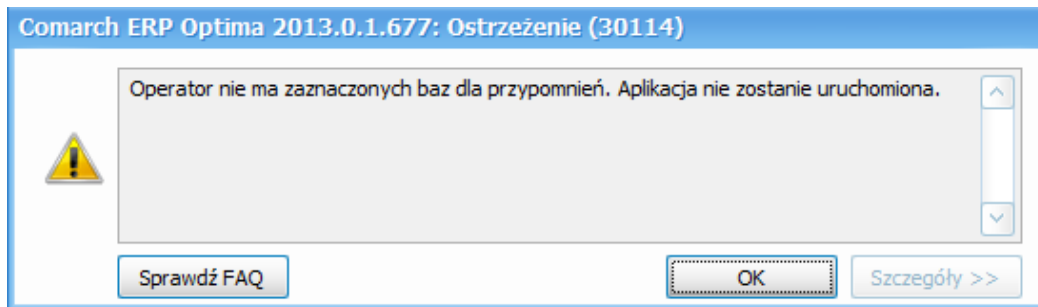 Comarch ERP Optima 2013.0.1.677: Ostrzeżenie (30114)
Operator nie ma zaznaczonych baz dla przypomnień. Aplikacja nie zostanie uruchomiona.
Sprawdź FAQ OK Szczegóły >>